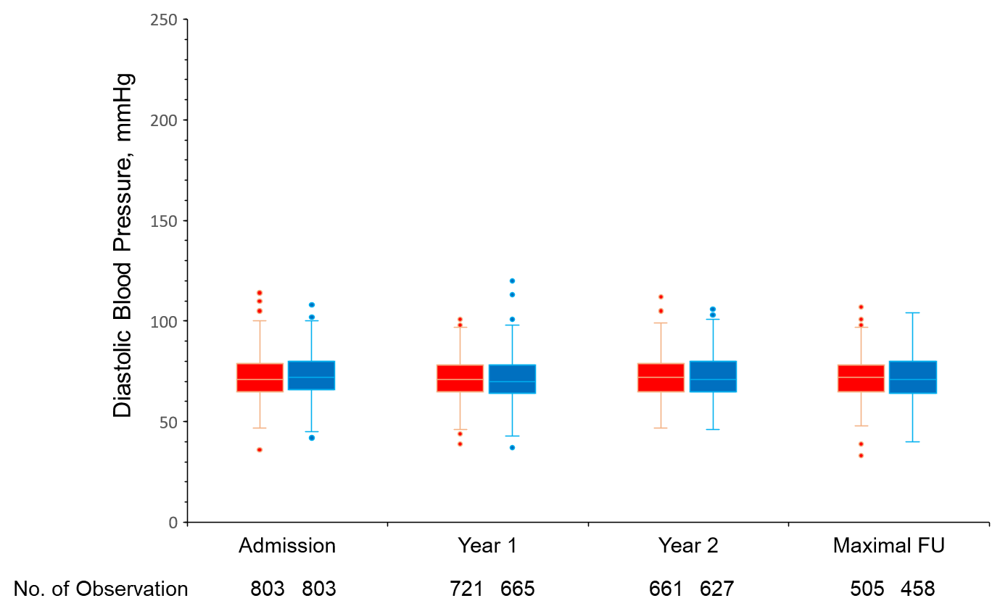 Diastolic Blood Pressure, mmHg
250
200
150
100
50
0
Admission Year 1 Year 2 Maximal FU
No. of Observation 803 803 721 665 661 627 505 458